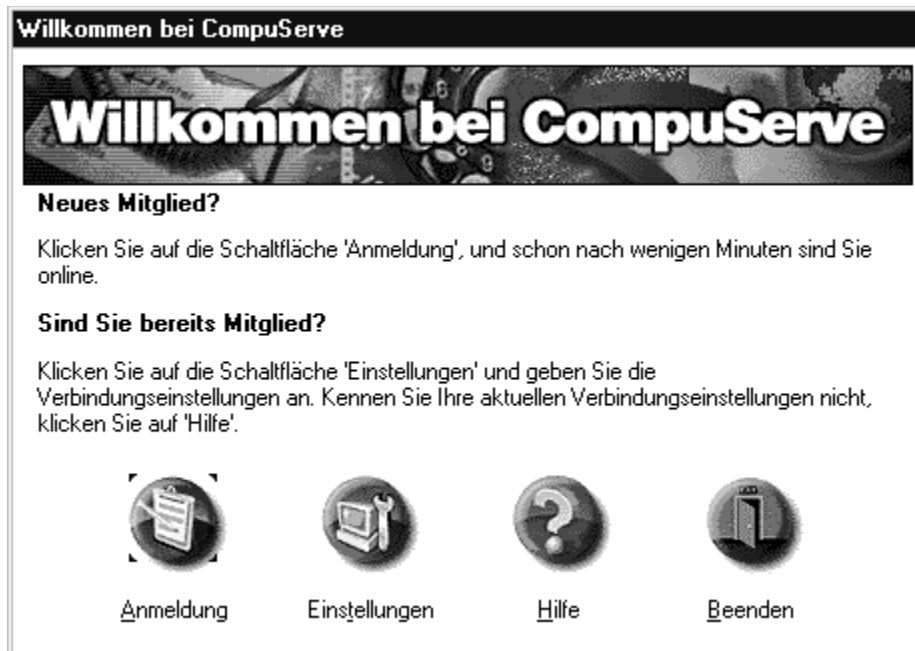 Willkommen bei CompuServe
Willkommen bei CompuServe
Neues Mitglied?
Klicken Sie auf die Schaltfläche 'Anmeldung', und schon nach wenigen Minuten sind Sie
online.
Sind Sie bereits Mitglied?
Klicken Sie auf die Schaltfläche 'Einstellungen' und geben Sie die
Verbindungseinstellungen an. Kennen Sie Ihre aktuellen Verbindungseinstellungen nicht,
klicken Sie auf 'Hilfe'.
Anmeldung Einstellungen Hilfe Beenden